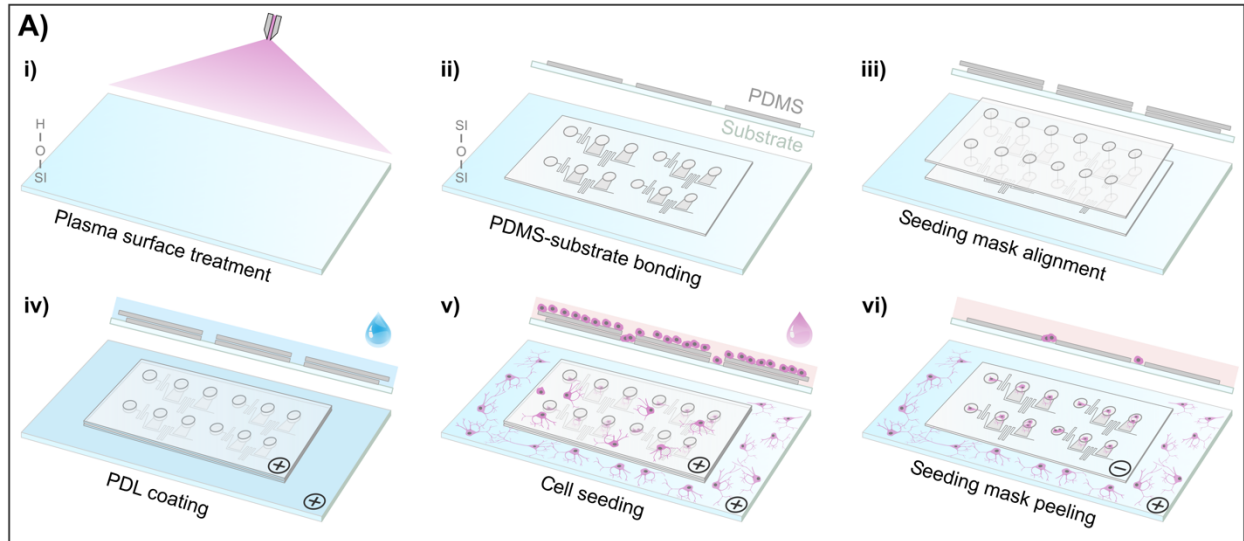 A)
i)
H
O
SI
Plasma surface treatment
ii)
PDMS
Substrate
SI
O
SI
PDMS-substrate bonding
iii)
Seeding mask alignment
iv)
+
+
PDL coating
v)
+
+
Cell seeding
vi)
−
+
Seeding mask peeling